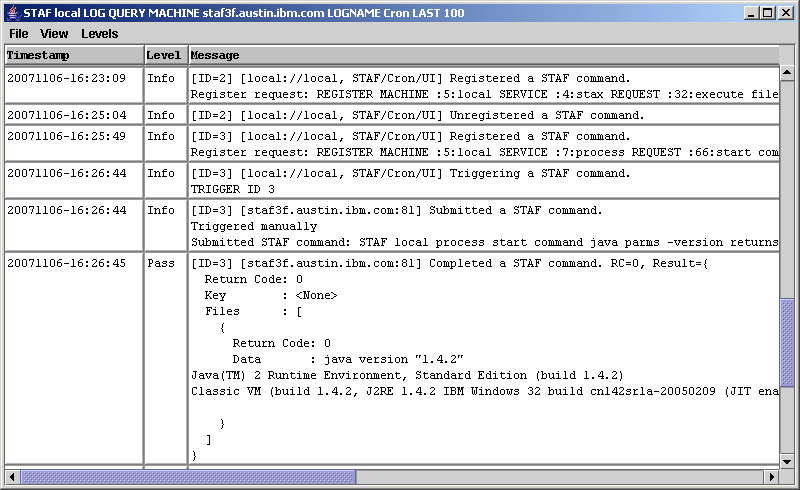 STAF local LOG QUERY MACHINE staf3f.austin.ibm.com LOGNAME Cron LAST 100
File View Levels
Timestamp Level Message
20071106-16:23:09 Info [ID=2] [local://local, STAF/Cron/UI] Registered a STAF command.
Register request: REGISTER MACHINE :5:local SERVICE :4:stax REQUEST :32:execute file
20071106-16:25:04 Info [ID=2] [local://local, STAF/Cron/UI] Unregistered a STAF command.
20071106-16:25:49 Info [ID=3] [local://local, STAF/Cron/UI] Registered a STAF command.
Register request: REGISTER MACHINE :5:local SERVICE :7:process REQUEST :66:start com
20071106-16:26:44 Info [ID=3] [local://local, STAF/Cron/UI] Triggering a STAF command.
TRIGGER ID 3
20071106-16:26:44 Info [ID=3] [staf3f.austin.ibm.com:81] Submitted a STAF command.
Triggered manually
Submitted STAF command: STAF local process start command java parms -version returns
20071106-16:26:45 Pass [ID=3] [staf3f.austin.ibm.com:81] Completed a STAF command. RC=0, Result={
Return Code: 0
Key : <None>
Files : [
{
Return Code: 0
Data : java version "1.4.2"
Java(TM) 2 Runtime Environment, Standard Edition (build 1.4.2)
Classic VM (build 1.4.2, J2RE 1.4.2 IBM Windows 32 build cn142sr1a-20050209 (JIT ena
}
]
}